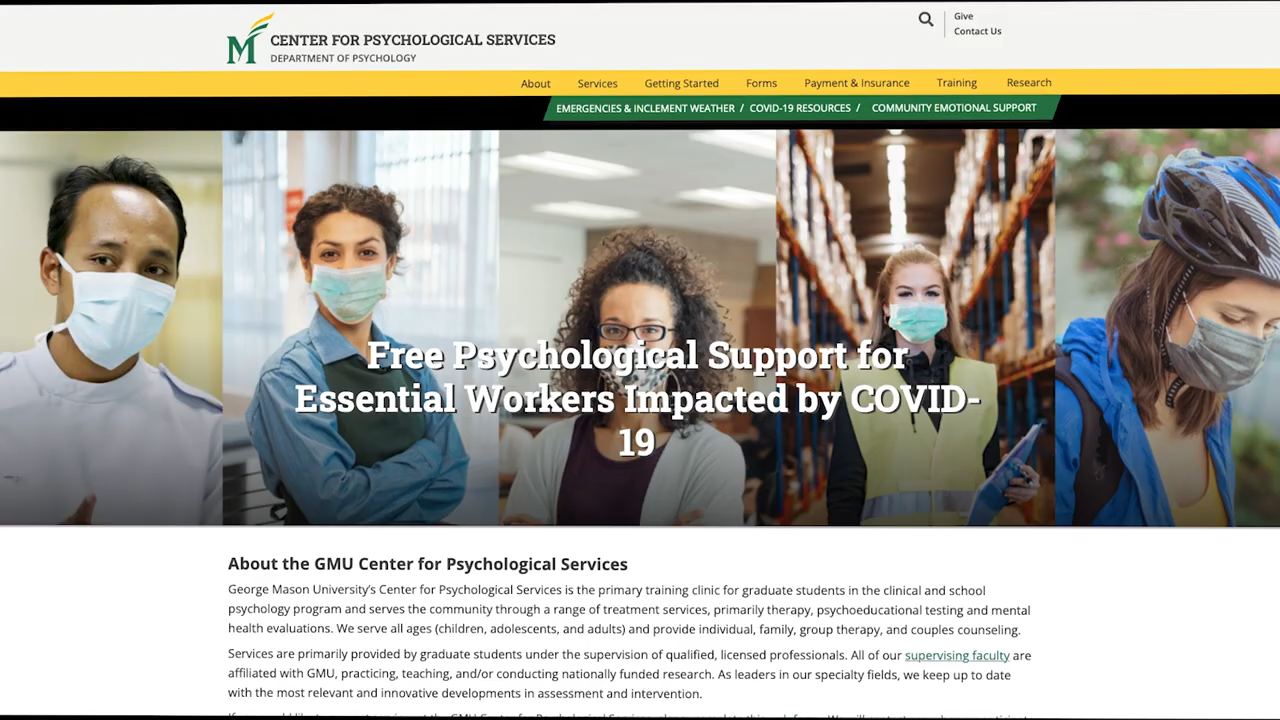 Give
M CENTER FOR PSYCHOLOGICAL SERVICES
Contact Us
DEPARTMENT OF PSYCHOLOGY
About Services Getting Started Forms Payment & Insurance Training Research
EMERGENCIES & INCLEMENT WEATHER / COVID-19 RESOURCES / COMMUNITY EMOTIONAL SUPPORT
Free Psychological Support for
Essential Workers Impacted by COVID-
19
About the GMU Center for Psychological Services
George Mason University's Center for Psychological Services is the primary training clinic for graduate students in the clinical and school
psychology program and serves the community through a range of treatment services, primarily therapy, psychoeducational testing and mental
health evaluations. We serve all ages (children, adolescents, and adults) and provide individual, family, group therapy, and couples counseling.
Services are primarily provided by graduate students under the supervision of qualified, licensed professionals. All of our supervising faculty are
affiliated with GMU, practicing, teaching, and/or conducting nationally funded research. As leaders in our specialty fields, we keep up to date
with the most relevant and innovative developments in assessment and intervention.